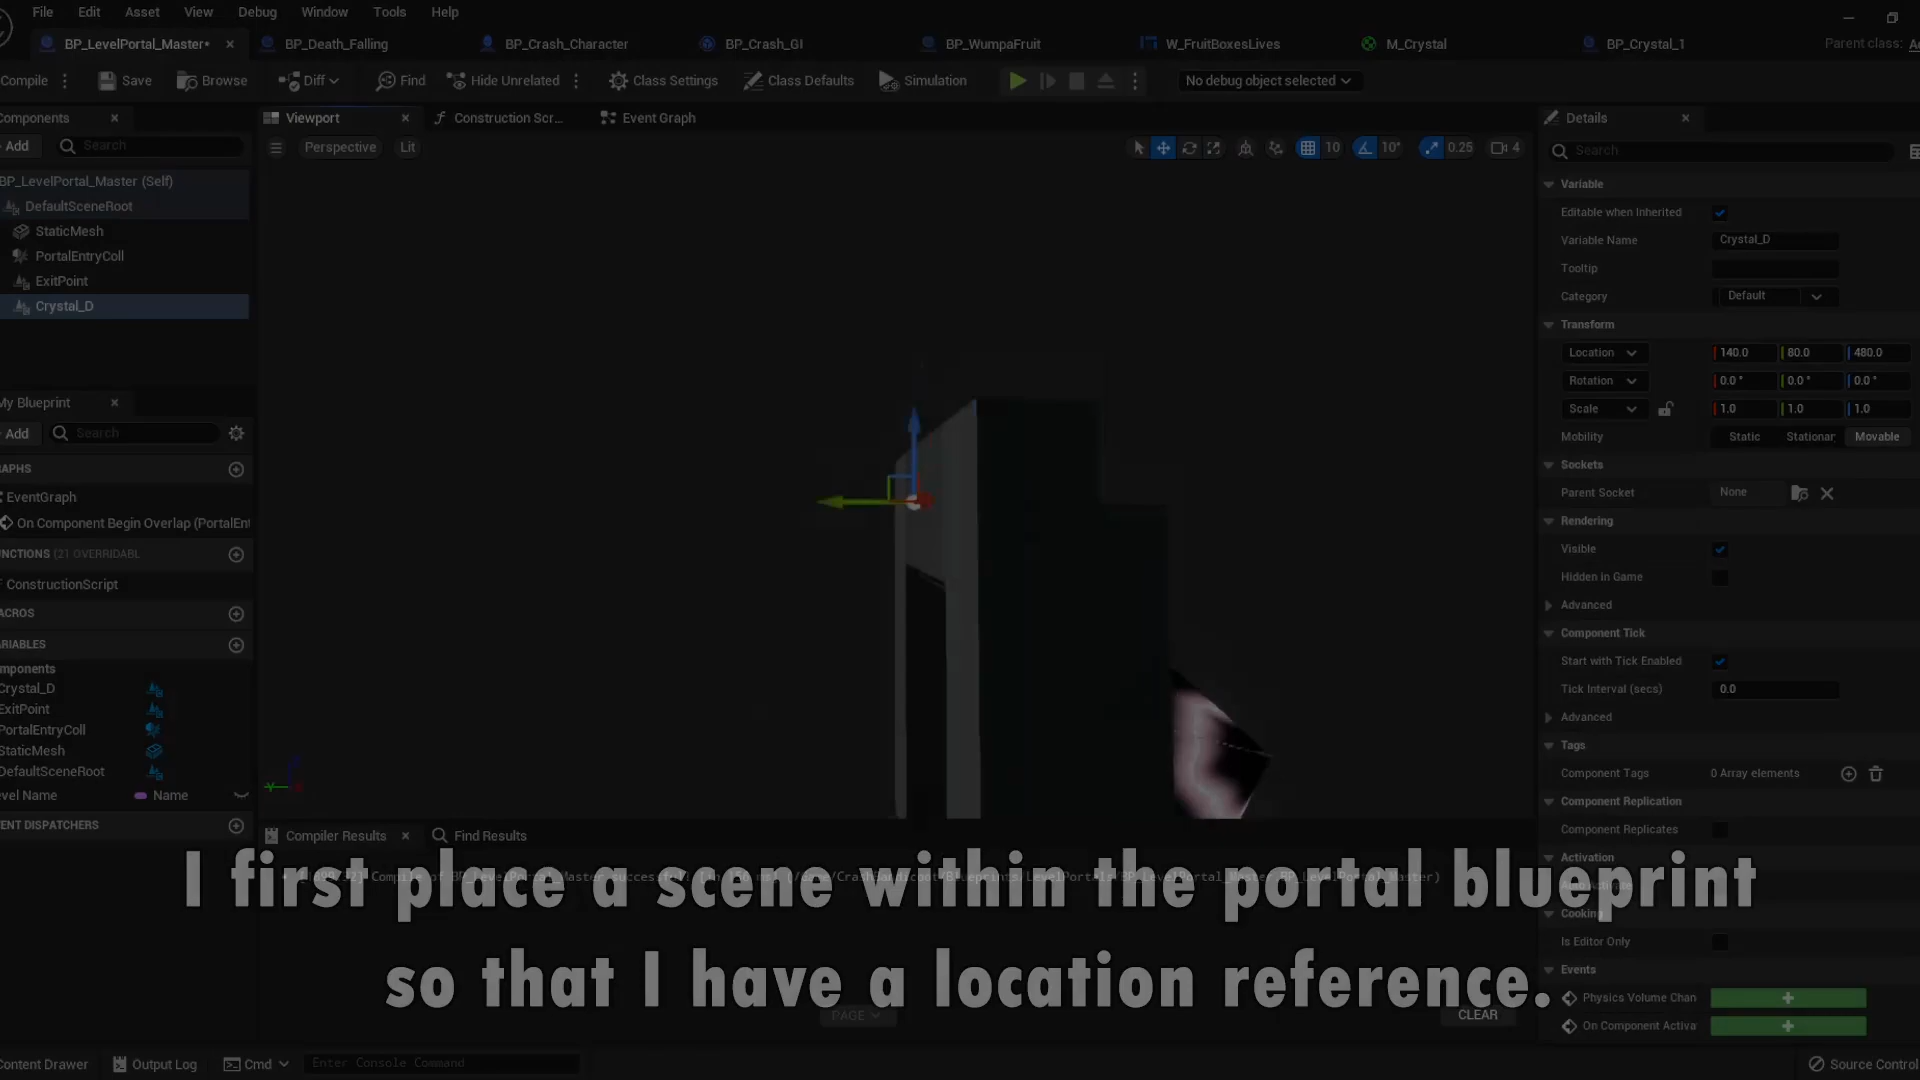 File Edit Asset View Debug Window Tools Help
BP_LevelPortal_Master• BP_Death_Falling BP_Crash_Character BP_Crash_GI BP_WumpaFruit W_FruitBoxesLives M_Crystal BP_Crystal_1 Parent class:
Compile Save Browse Diff Find Hide Unrelated Class Settings Class Defaults Simulation No debug object selected
omponents
Add Search
BP_LevelPortal_Master (Self)
DefaultSceneRoot
StaticMesh
PortalEntryColl
ExitPoint
Crystal_D
My Blueprint
Add Search
RAPHS
EventGraph
On Component Begin Overlap (PortalEnt
NCTIONS (21 OVERRIDABL
ConstructionScript
ACROS
RIABLES
mponents
Crystal_D
ExitPoint
PortalEntryColl
StaticMesh
DefaultSceneRoot
evel Name Name
ENT DISPATCHERS
Viewport Construction Scr... Event Graph
Perspective Lit 10 10° 0.25 4
Compiler Results Find Results
I first place a scene within the portal blueprint
so that I have a location reference.
PAGE CLEAR
Details
Search
Variable
Editable when Inherited
Variable Name Crystal_D
Tooltip
Category Default
Transform
Location 140.0 80.0 480.0
Rotation 0.0 ° 0.0 ° 0.0 °
Scale 1.0 1.0 1.0
Mobility Static Stationar Movable
Sockets
Parent Socket None
Rendering
Visible
Hidden in Game
Advanced
Component Tick
Start with Tick Enabled
Tick Interval (secs) 0.0
Advanced
Tags
Component Tags 0 Array elements
Component Replication
Component Replicates
Activation
Cooking
Is Editor Only
Events
Physics Volume Chan
On Component Activa
ontent Drawer Output Log Cmd Enter Console Command Source Control